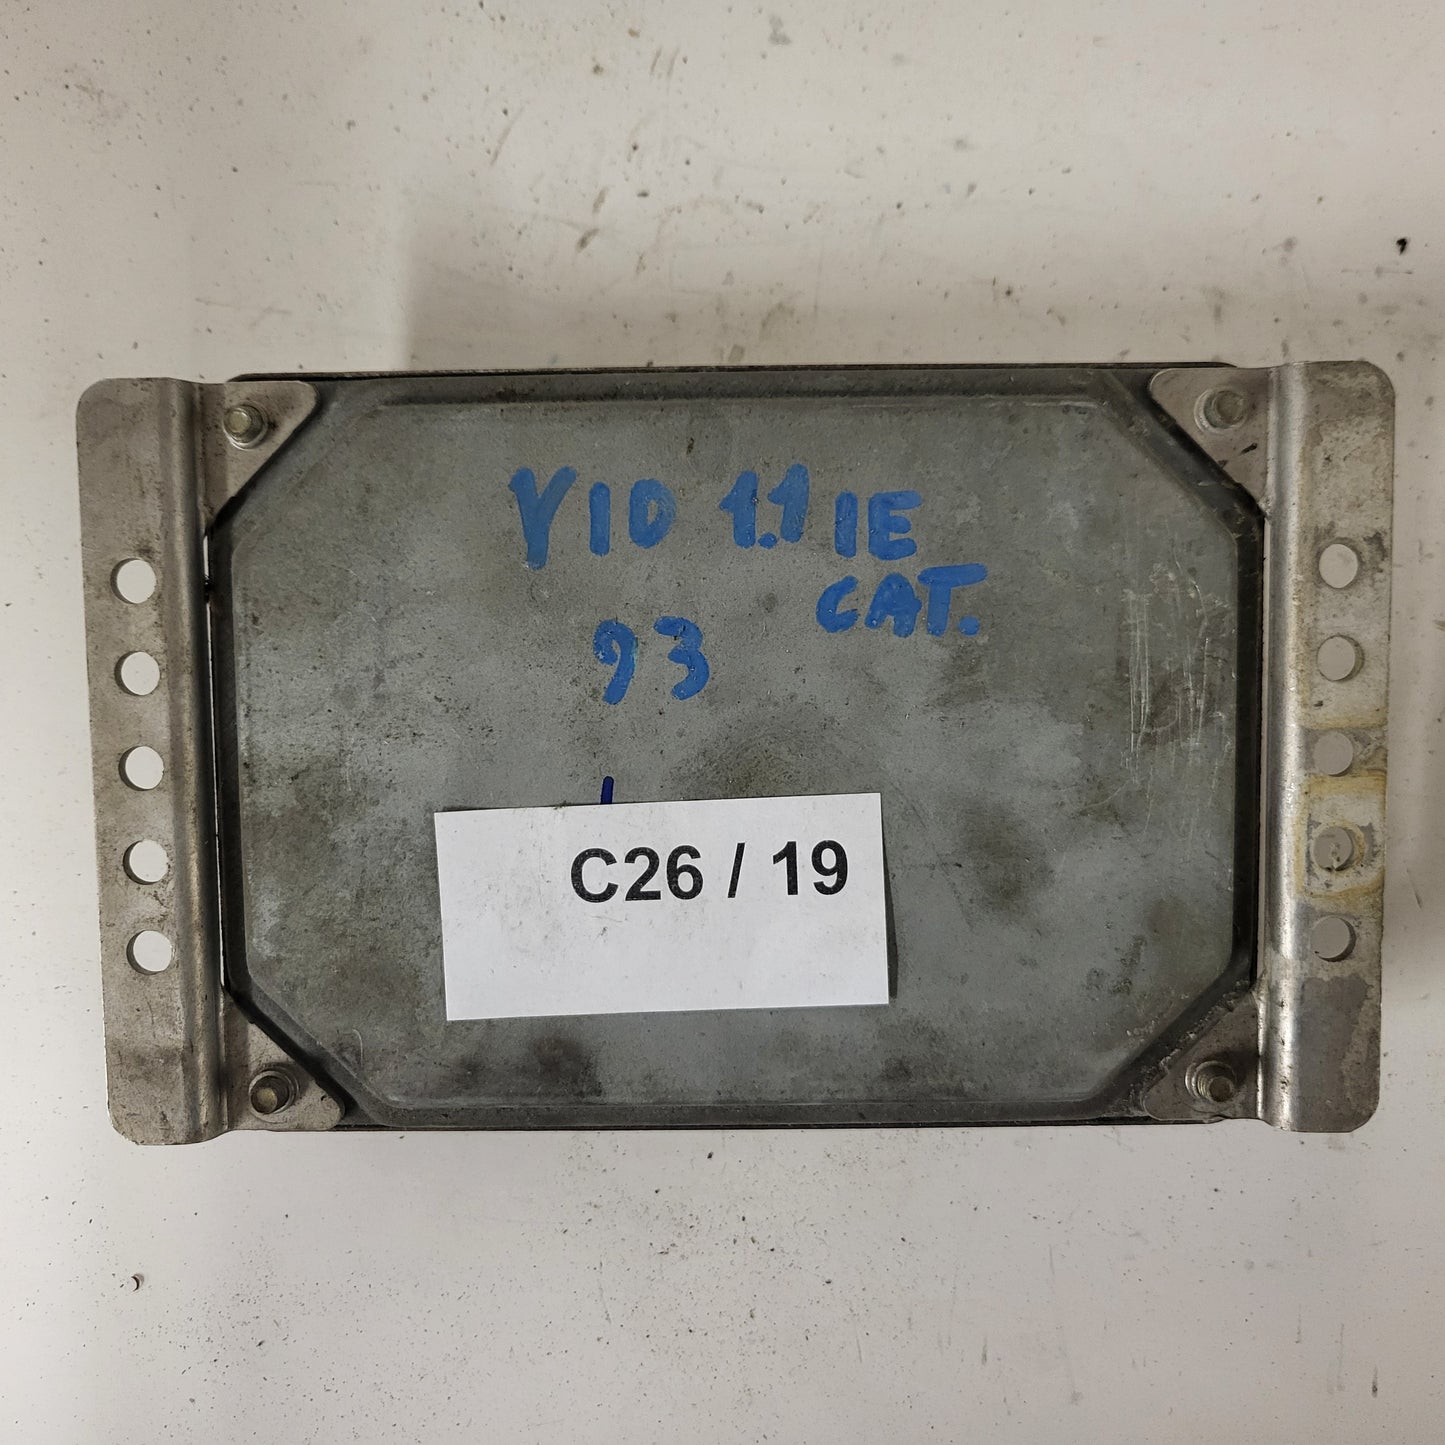 Y10 1.1 IE
CAT.
93
C26 / 19